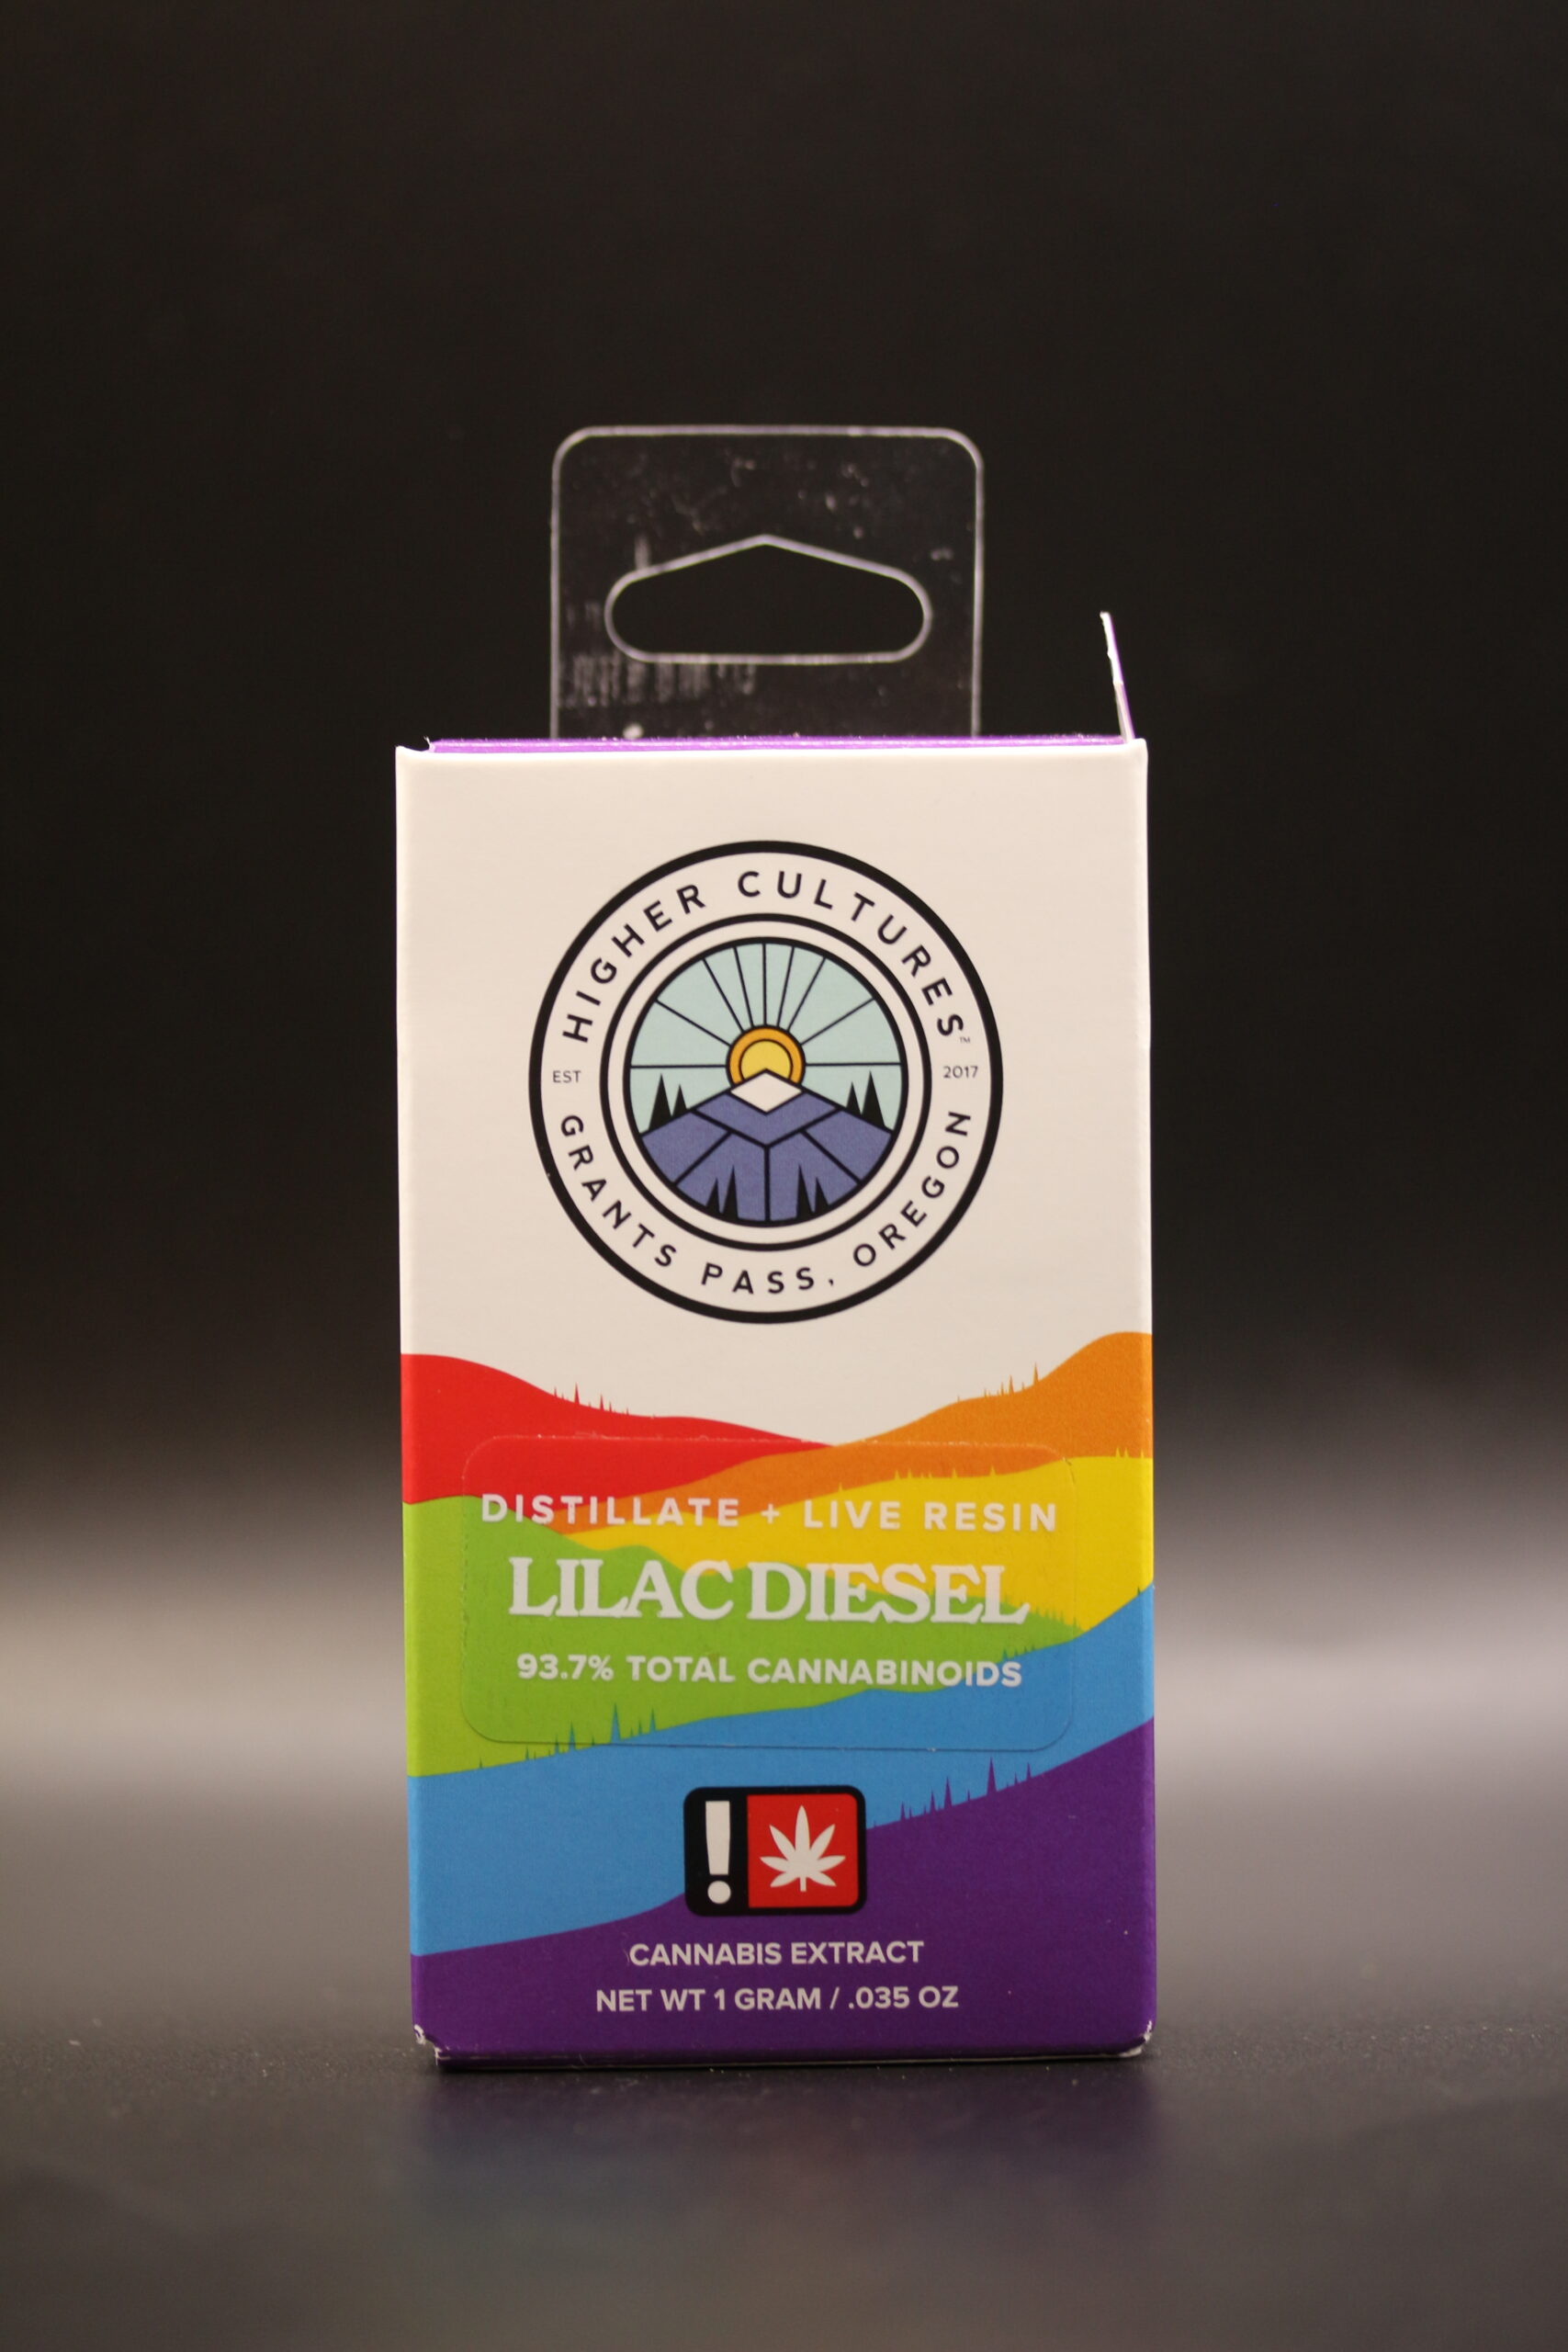 HIGHER CULTURES™
EST 2017
GRANTS PASS, OREGON
DISTILLATE + LIVE RESIN
LILAC DIESEL
93.7% TOTAL CANNABINOIDS
!
CANNABIS EXTRACT
NET WT 1 GRAM / .035 OZ